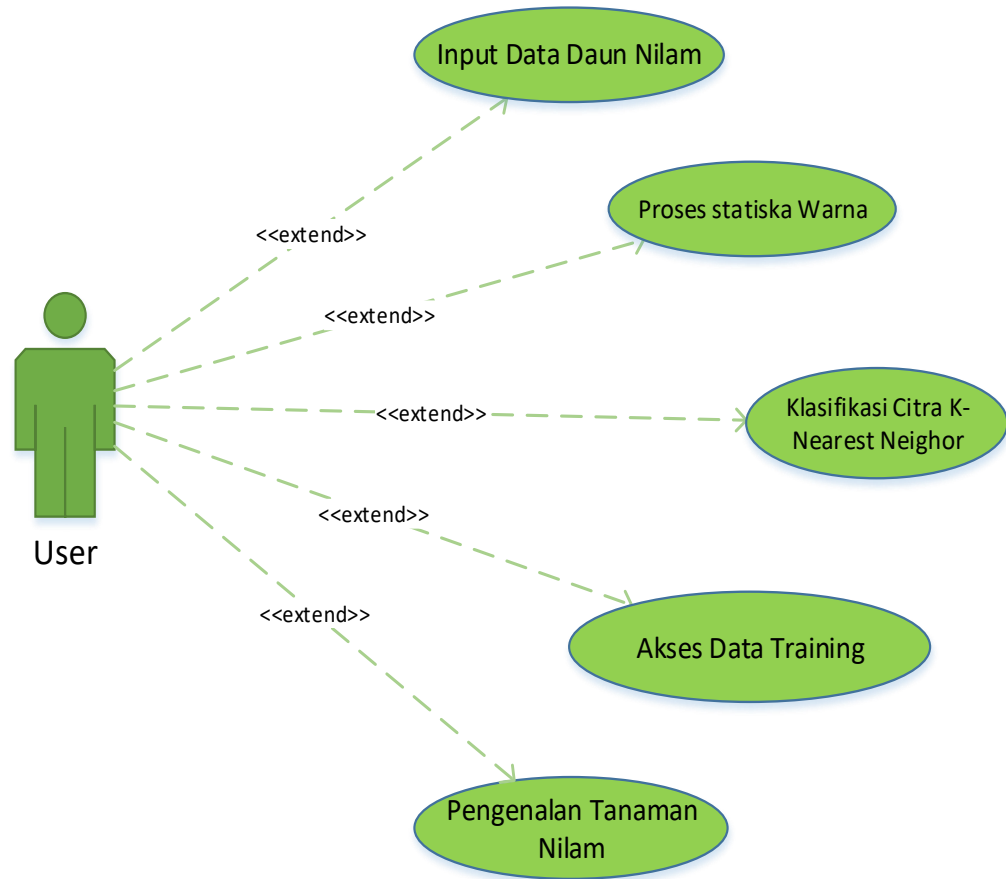 Input Data Daun Nilam
Proses statiska Warna
<<extend>>
<<extend>>
<<extend>>
Klasifikasi Citra K-
Nearest Neighor
<<extend>>
User
<<extend>>
Akses Data Training
Pengenalan Tanaman
Nilam